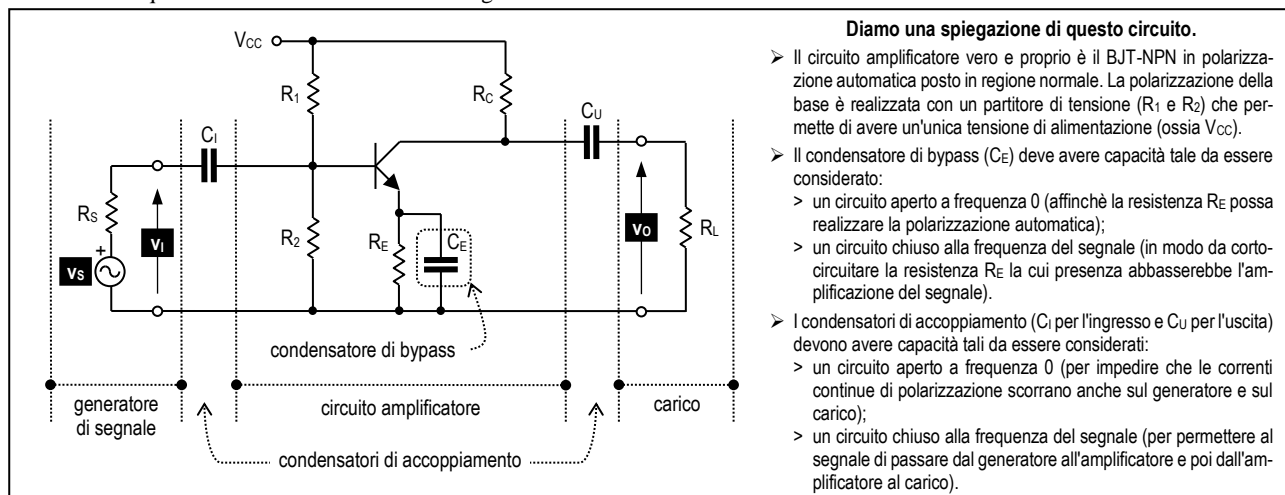 Diamo una spiegazione di questo circuito.
➢ Il circuito amplificatore vero e proprio è il BJT-NPN in polarizza-
zione automatica posto in regione normale. La polarizzazione della
base è realizzata con un partitore di tensione (R1 e R2) che per-
mette di avere un'unica tensione di alimentazione (ossia VCC).
➢ Il condensatore di bypass (CE) deve avere capacità tale da essere
considerato:
> un circuito aperto a frequenza 0 (affinchè la resistenza RE possa
realizzare la polarizzazione automatica);
> un circuito chiuso alla frequenza del segnale (in modo da corto-
circuitare la resistenza RE la cui presenza abbasserebbe l'am-
plificazione del segnale).
➢ I condensatori di accoppiamento (CI per l'ingresso e CU per l'uscita)
devono avere capacità tali da essere considerati:
> un circuito aperto a frequenza 0 (per impedire che le correnti
continue di polarizzazione scorrano anche sul generatore e sul
carico);
> un circuito chiuso alla frequenza del segnale (per permettere al
segnale di passare dal generatore all'amplificatore e poi dall'am-
plificatore al carico).
VCC
R1
RC
CI
CU
RS
vI
R2
RE
CE
vO
RL
+
vS
condensatore di bypass
generatore
di segnale
circuito amplificatore
carico
condensatori di accoppiamento